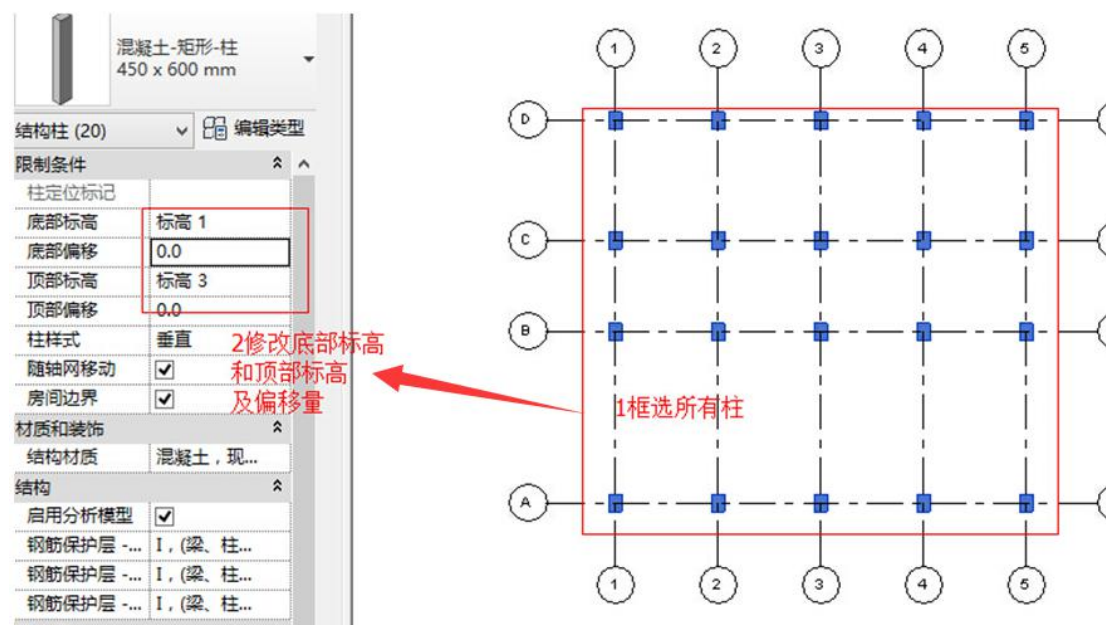 混凝土-矩形-柱
450 x 600 mm
结构柱 (20)
编辑类型
限制条件
柱定位标记
底部标高 标高 1
底部偏移 0.0
顶部标高 标高 3
顶部偏移 0.0
柱样式 垂直
随轴网移动
房间边界
材质和装饰
结构材质 混凝土，现...
结构
启用分析模型
钢筋保护层 -... I , (梁、柱...
钢筋保护层 -... I , (梁、柱...
钢筋保护层 -... I , (梁、柱...
2修改底部标高
和顶部标高
及偏移量
1 2 3 4 5
D
C
B
1框选所有柱
A
1 2 3 4 5